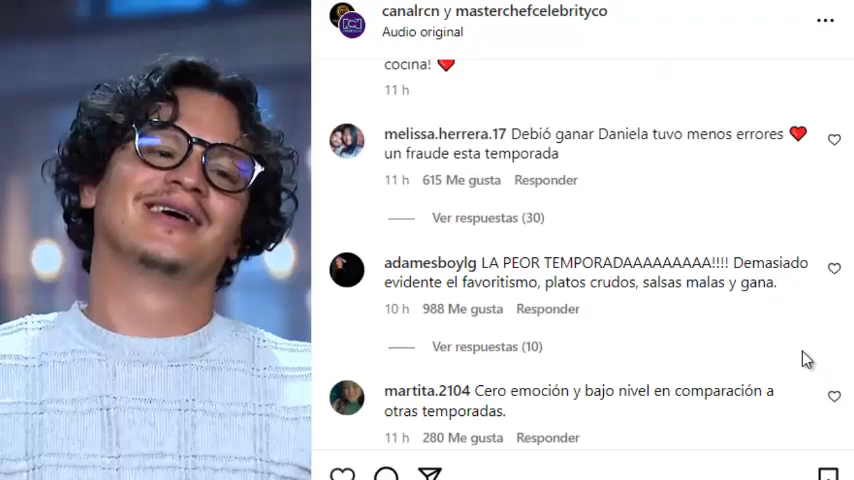 canalrcn y masterchefcelebrityco
Audio original
cocina! ❤️
11 h
melissa.herrera.17 Debió ganar Daniela tuvo menos errores ❤️
un fraude esta temporada
11 h 615 Me gusta Responder
Ver respuestas (30)
adamesboylg LA PEOR TEMPORADAAAAAAAAA!!!! Demasiado
evidente el favoritismo, platos crudos, salsas malas y gana.
10 h 988 Me gusta Responder
Ver respuestas (10)
martita.2104 Cero emoción y bajo nivel en comparación a
otras temporadas.
11 h 280 Me gusta Responder